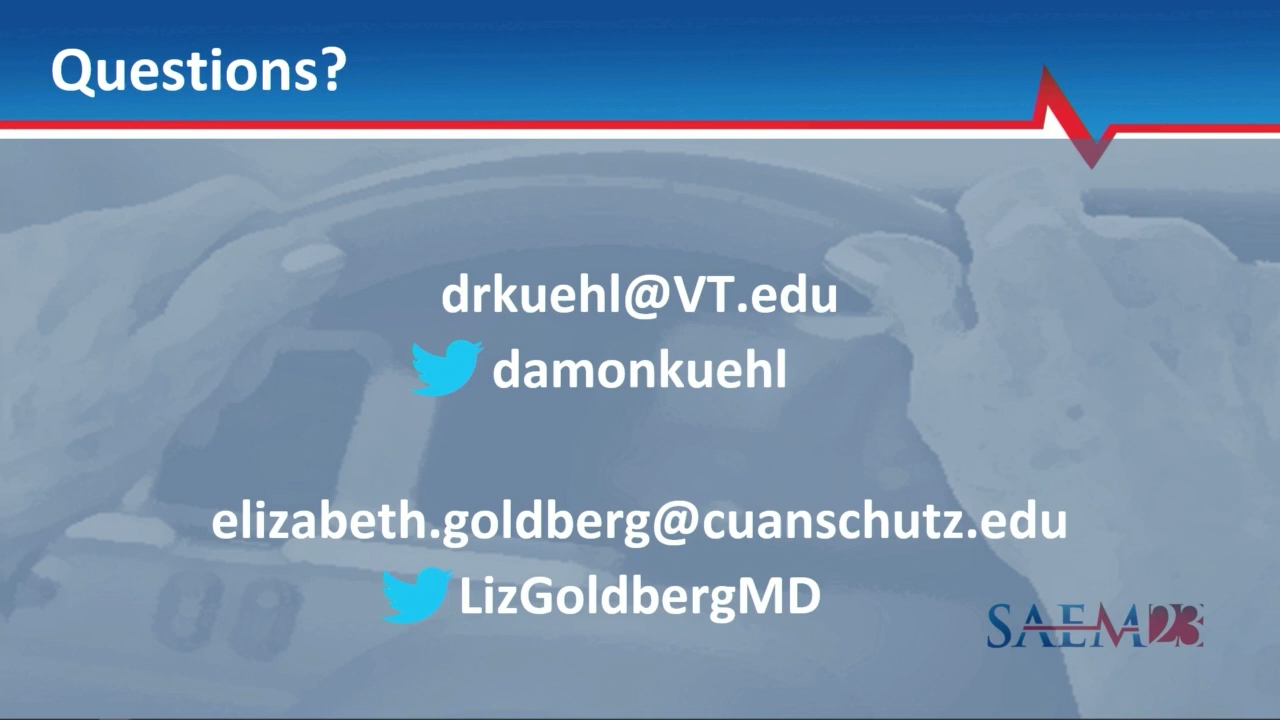 Questions?
drkuehl@VT.edu
damonkuehl
elizabeth.goldberg@cuanschutz.edu
LizGoldbergMD
SAEM23